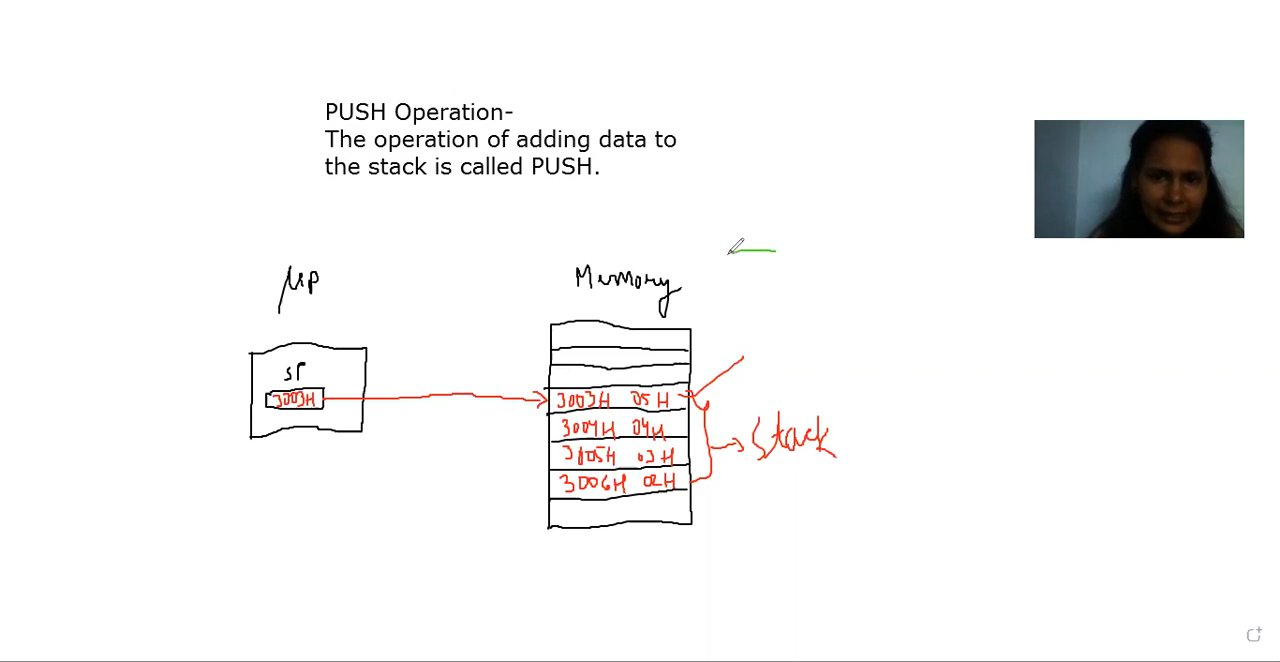 PUSH Operation-
The operation of adding data to
the stack is called PUSH.
μp
Memory
SP
3003H
3003H 05H
3004H 04H
3005H 03H
3006H 02H
Stack